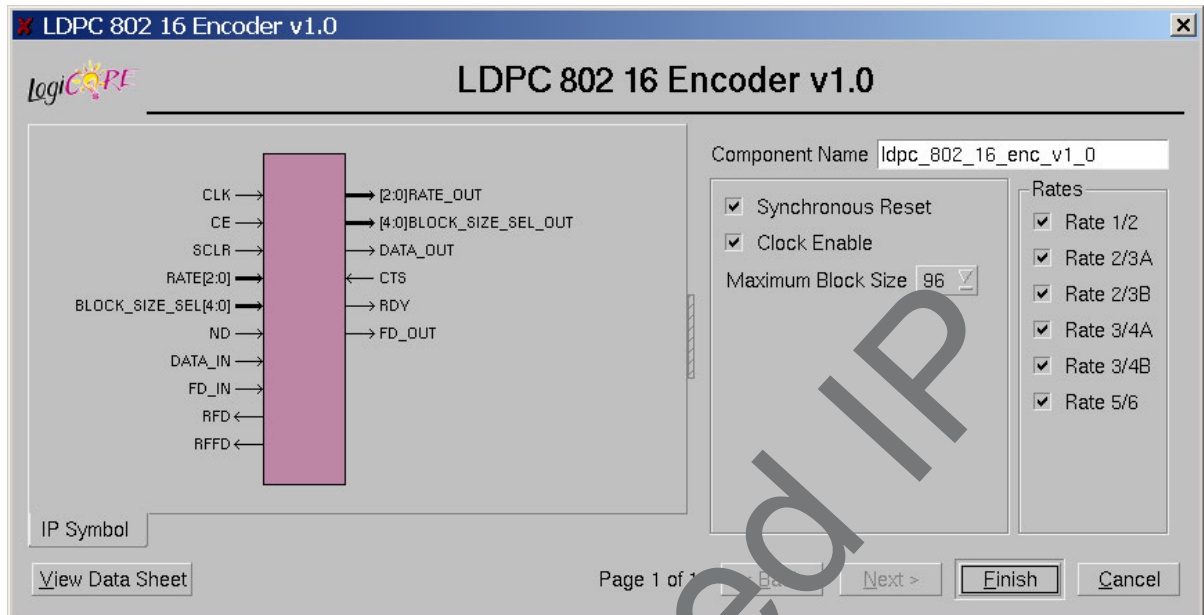 LDPC 802 16 Encoder v1.0
LogiCORE
LDPC 802 16 Encoder v1.0
CLK
CE
SCLR
RATE[2:0]
BLOCK_SIZE_SEL[4:0]
ND
DATA_IN
FD_IN
RFD
RFFD
[2:0]RATE_OUT
[4:0]BLOCK_SIZE_SEL_OUT
DATA_OUT
CTS
RDY
FD_OUT
IP Symbol
Component Name ldpc_802_16_enc_v1_0
Synchronous Reset
Clock Enable
Maximum Block Size 96
Rates
Rate 1/2
Rate 2/3A
Rate 2/3B
Rate 3/4A
Rate 3/4B
Rate 5/6
View Data Sheet
Page 1 of
Next >
Finish
Cancel
ed IP